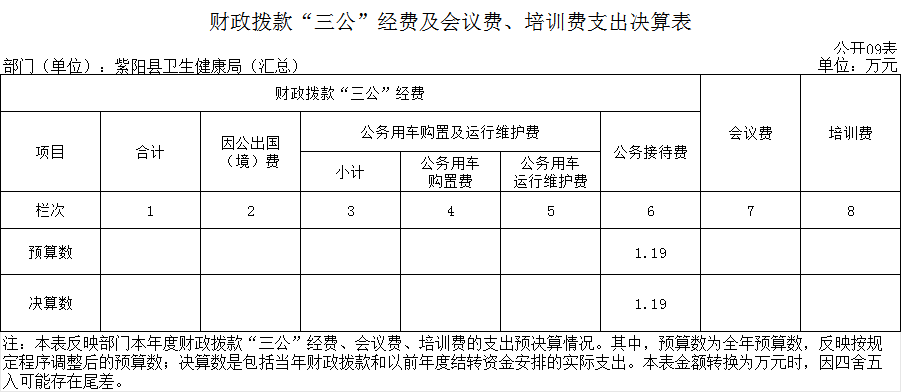 财政拨款“三公”经费及会议费、培训费支出决算表
公开09表
部门（单位）：紫阳县卫生健康局（汇总） 单位：万元
财政拨款“三公”经费 会议费 培训费
项目 合计 因公出国（境）费 公务用车购置及运行维护费 公务接待费
小计 公务用车购置费 公务用车运行维护费
栏次 1 2 3 4 5 6 7 8
预算数 1.19
决算数 1.19
注：本表反映部门本年度财政拨款“三公”经费、会议费、培训费的支出预决算情况。其中，预算数为全年预算数，反映按规
定程序调整后的预算数；决算数是包括当年财政拨款和以前年度结转资金安排的实际支出。本表金额转换为万元时，因四舍五
入可能存在尾差。